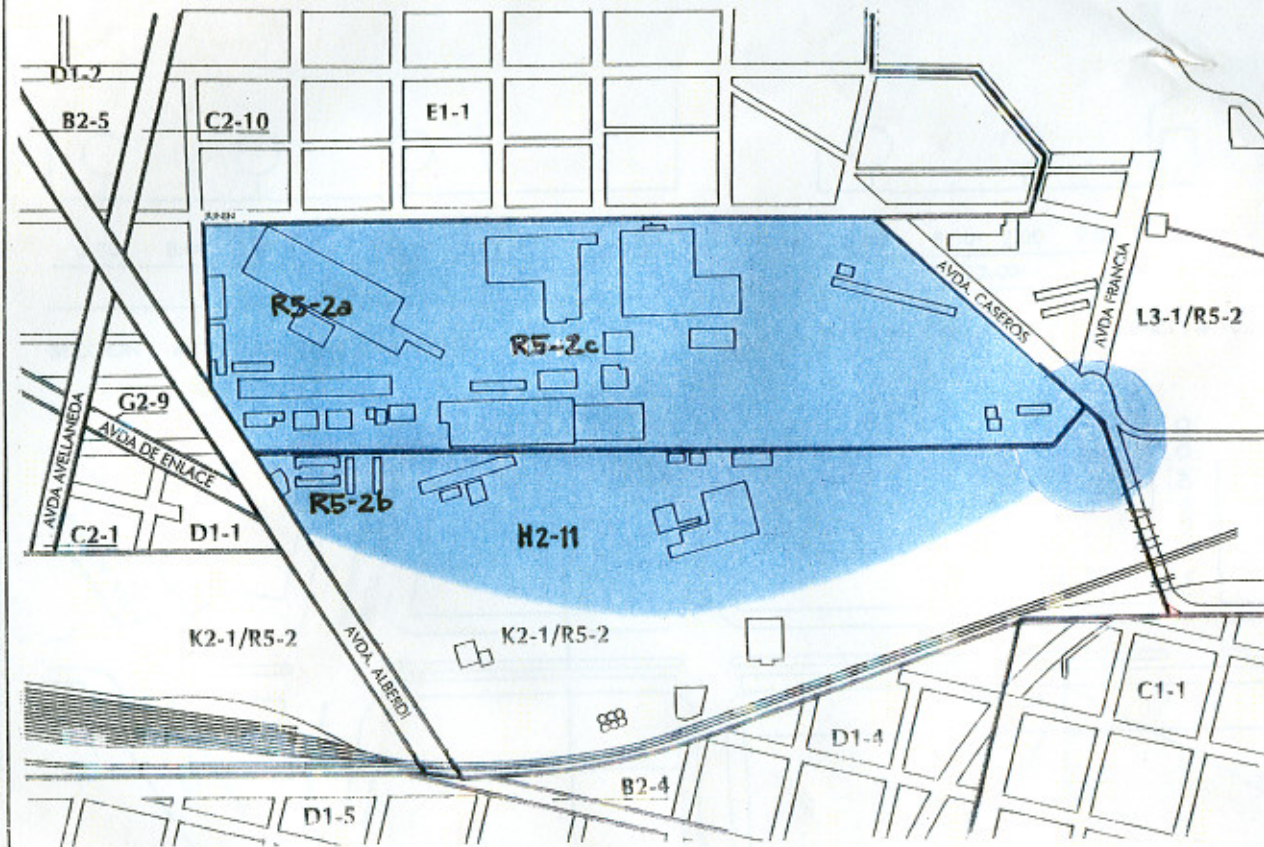 D1-2
B2-5
C2-10
E1-1
JUNIN
R5-2a
R5-2c
AVDA. CASEROS
AVDA FRANCIA
L3-1/R5-2
G2-9
AVDA AVELLANEDA
AVDA DE ENLACE
R5-2b
C2-1
D1-1
H2-11
K2-1/R5-2
AVDA. ALBERDI
K2-1/R5-2
C1-1
D1-4
B2-4
D1-5